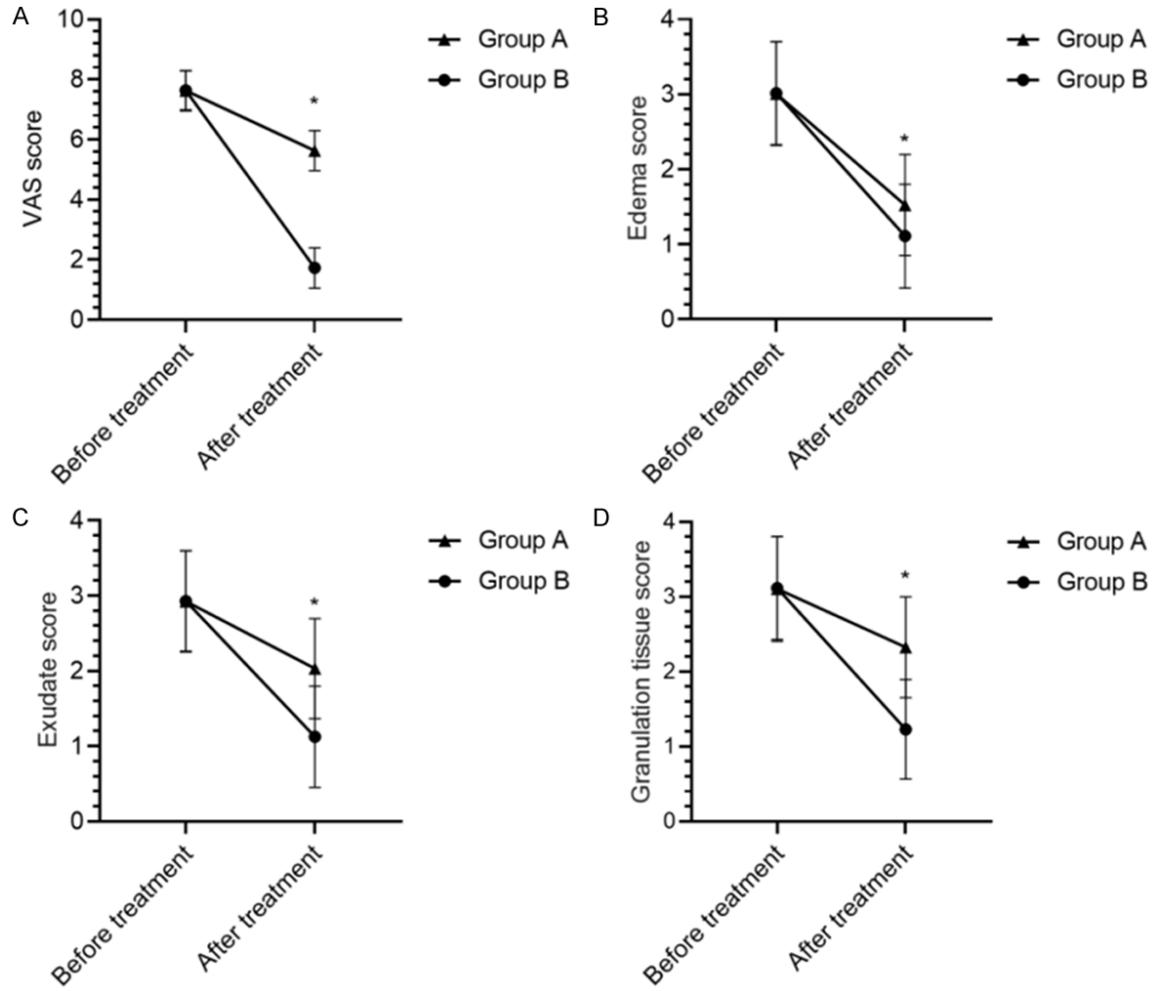 A
VAS score
10
8
6
4
2
0
*
Before treatment
After treatment
Group A
Group B
B
Edema score
4
3
2
1
0
*
Before treatment
After treatment
Group A
Group B
C
Exudate score
4
3
2
1
0
*
Before treatment
After treatment
Group A
Group B
D
Granulation tissue score
4
3
2
1
0
*
Before treatment
After treatment
Group A
Group B